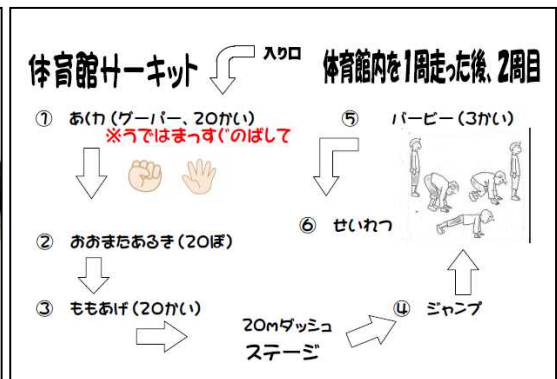 体育館サーキット
入り口
体育館内を1周走った後、2周目
① あくカ(グーパー、20かい)
※うではまっすぐのばして
② おおまたあるき(20ぽ)
③ ももあげ(20かい)
20mダッシュ
ステージ
④ ジャンプ
⑤ バーピー(3かい)
⑥ せいれつ